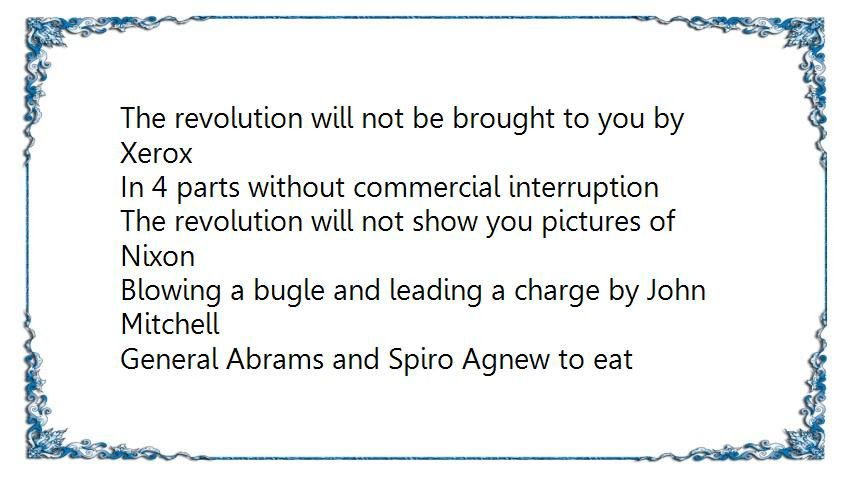 The revolution will not be brought to you by
Xerox
In 4 parts without commercial interruption
The revolution will not show you pictures of
Nixon
Blowing a bugle and leading a charge by John
Mitchell
General Abrams and Spiro Agnew to eat